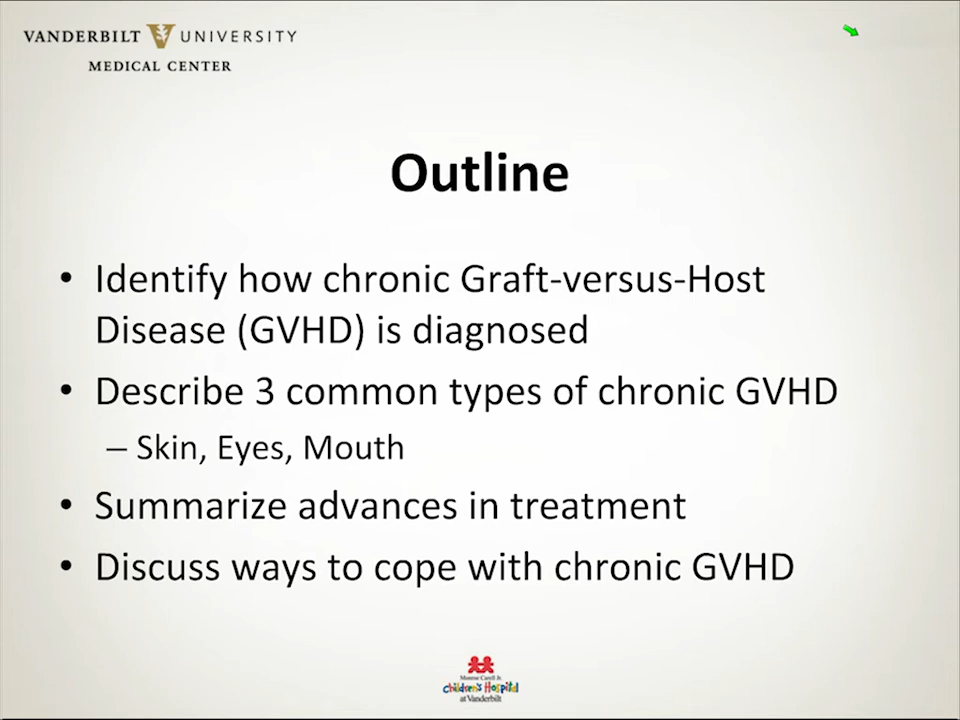 VANDERBILT UNIVERSITY
MEDICAL CENTER
Outline
• Identify how chronic Graft-versus-Host
Disease (GVHD) is diagnosed
• Describe 3 common types of chronic GVHD
– Skin, Eyes, Mouth
• Summarize advances in treatment
• Discuss ways to cope with chronic GVHD
Monroe Carell Jr.
Children's Hospital
at Vanderbilt